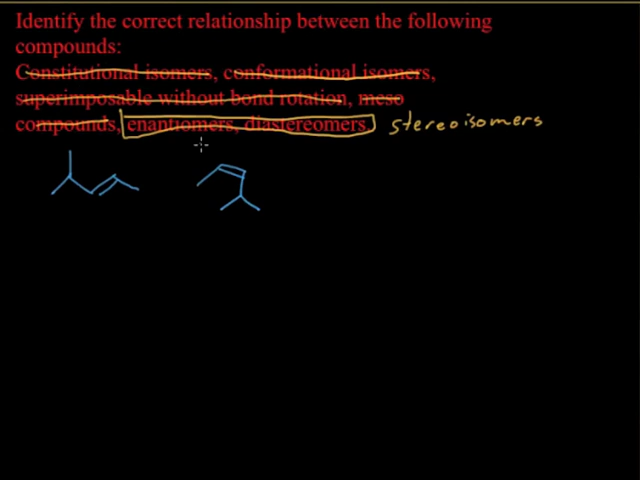 Identify the correct relationship between the following
compounds:
Constitutional isomers, conformational isomers,
superimposable without bond rotation, meso
compounds, enantiomers, diastereomers. stereoisomers